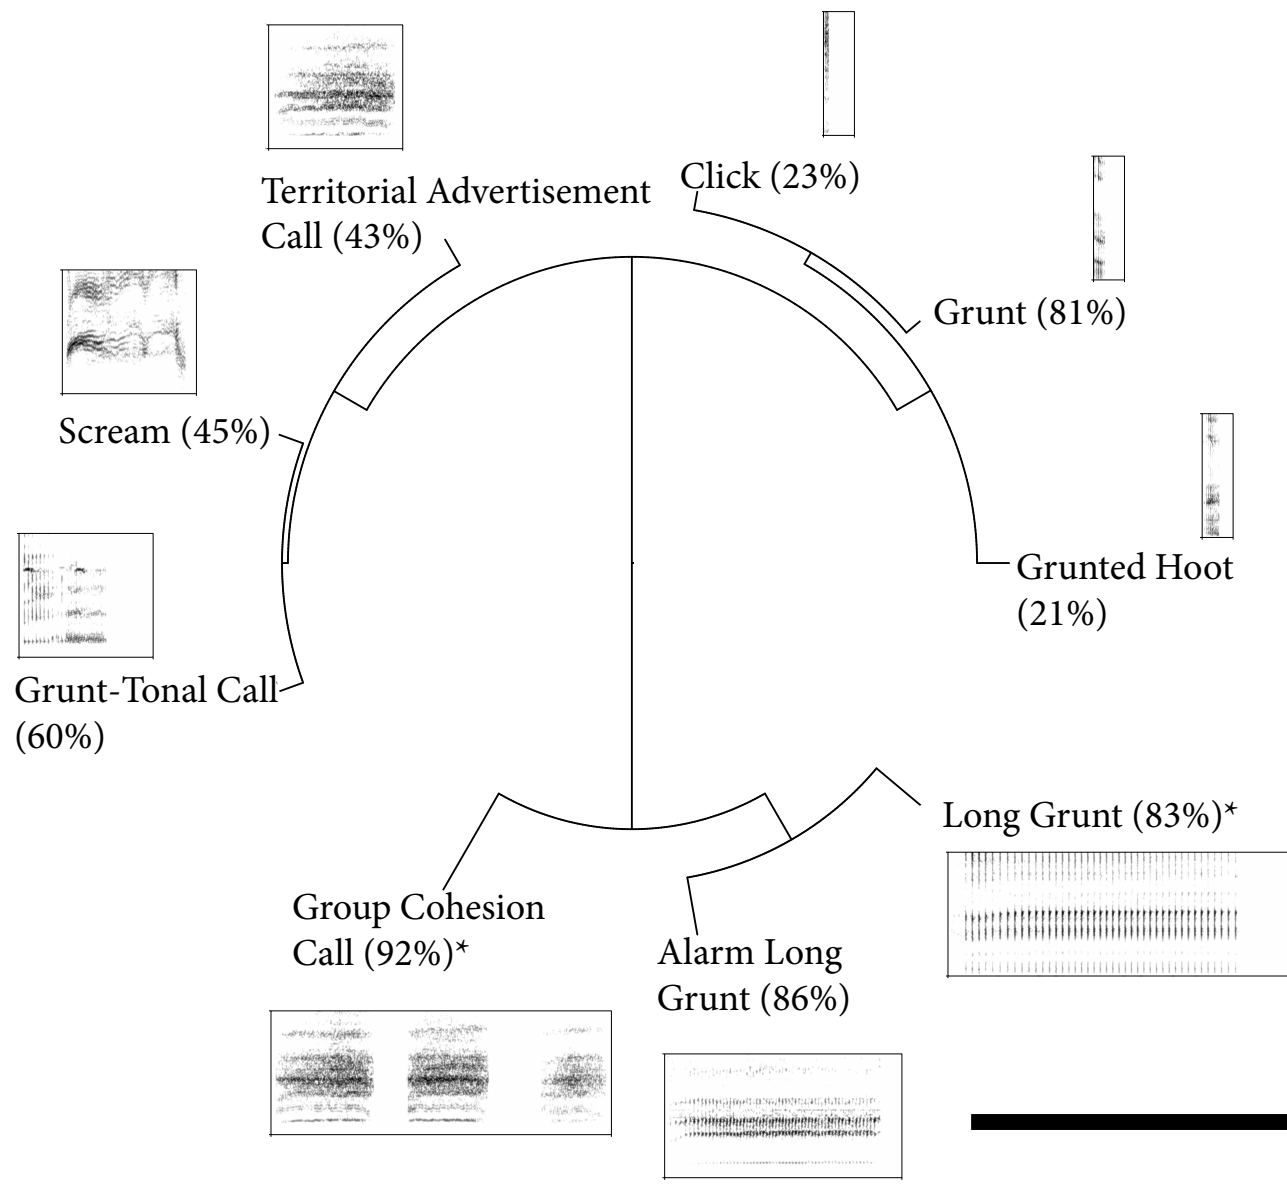 Click (23%)
Territorial Advertisement
Call (43%)
Grunt (81%)
Scream (45%)
Grunted Hoot
(21%)
Grunt-Tonal Call
(60%)
Long Grunt (83%)*
Group Cohesion
Call (92%)*
Alarm Long
Grunt (86%)